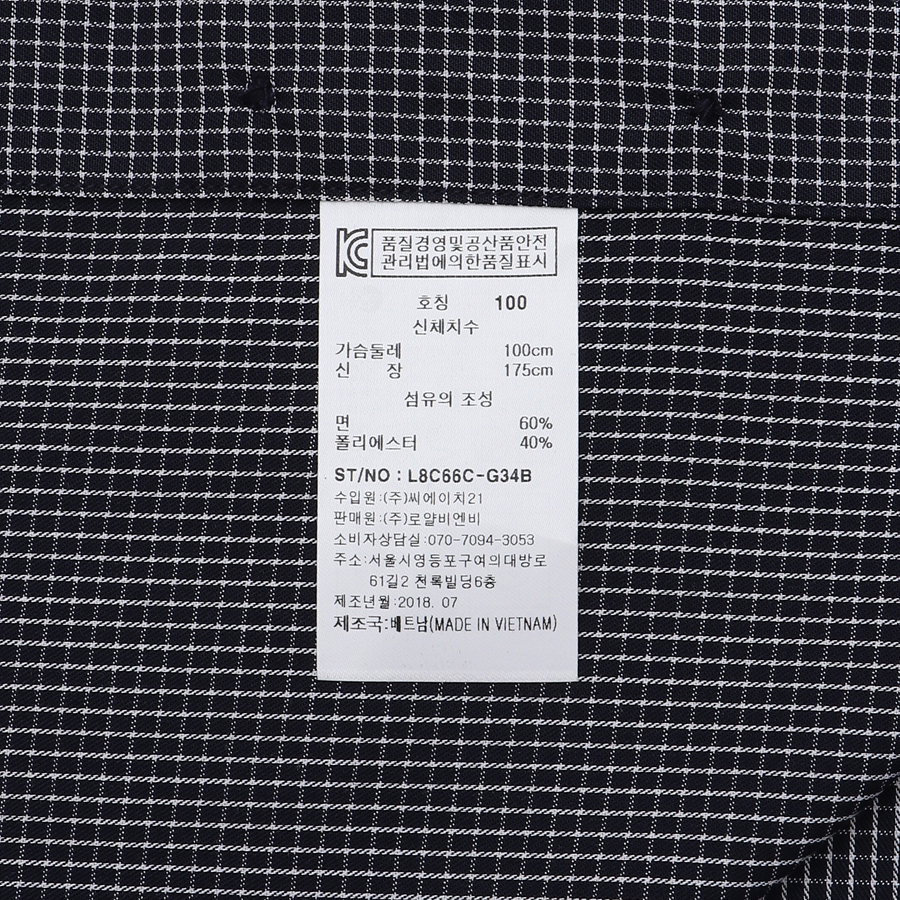 KC 품질경영및공산품안전
관리법에의한품질표시
호칭 100
신체치수
가슴둘레 100cm
신 장 175cm
섬유의 조성
면 60%
폴리에스터 40%
ST/NO : L8C66C-G34B
수입원:(주)씨에이치21
판매원:(주)로얄비엔비
소비자상담실:070-7094-3053
주소:서울시영등포구여의대방로
61길2 천록빌딩6층
제조년월:2018. 07
제조국:베트남(MADE IN VIETNAM)